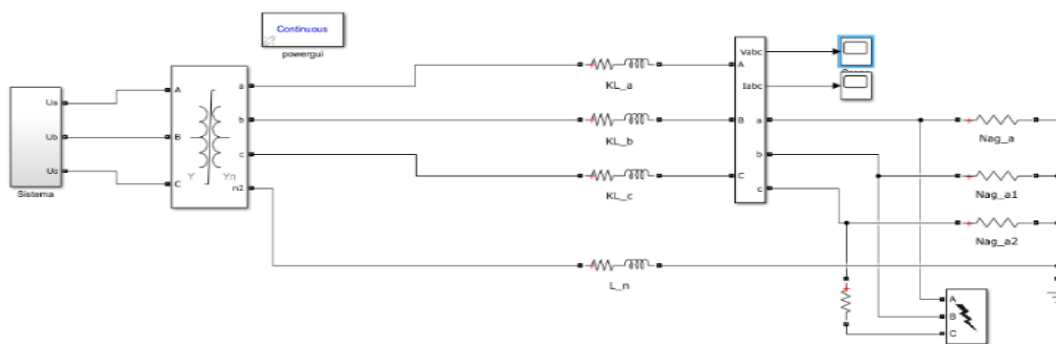 Continuous
powergui
Ua
Ub
Uc
Sistema
A
B
C
Y
Yn
a
b
c
n2
KL_a
KL_b
KL_c
L_n
Vabc
A
Iabc
B
a
b
C
c
Nag_a
Nag_a1
Nag_a2
A
B
C